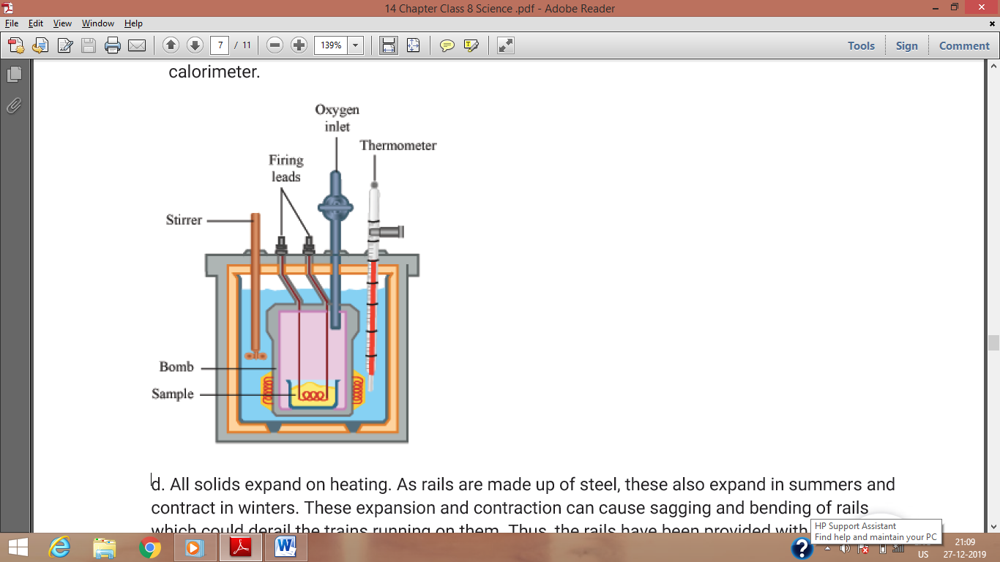 14 Chapter Class 8 Science .pdf - Adobe Reader
File Edit View Window Help
7 / 11 139% Tools Sign Comment
calorimeter.
Oxygen
inlet
Thermometer
Firing
leads
Stirrer
Bomb
Sample
d. All solids expand on heating. As rails are made up of steel, these also expand in summers and
contract in winters. These expansion and contraction can cause sagging and bending of rails
which could derail the trains running on them. Thus, the rails have been provided with
HP Support Assistant
Find help and maintain your PC
21:09
US 27-12-2019